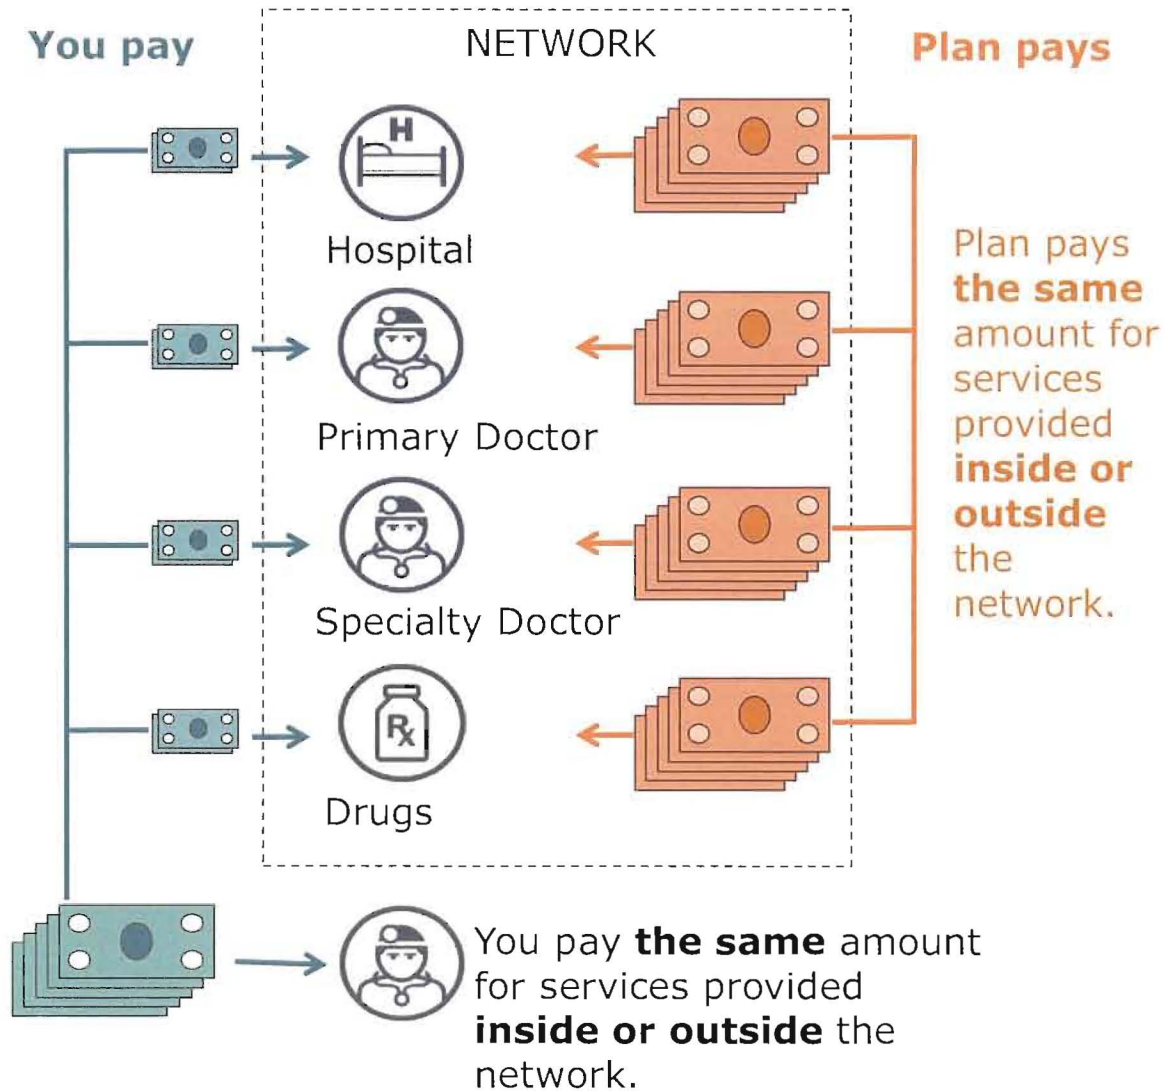 You pay
NETWORK
Plan pays
H
Hospital
Primary Doctor
Specialty Doctor
Rx
Drugs
Plan pays
the same
amount for
services
provided
inside or
outside
the
network.
You pay the same amount
for services provided
inside or outside the
network.